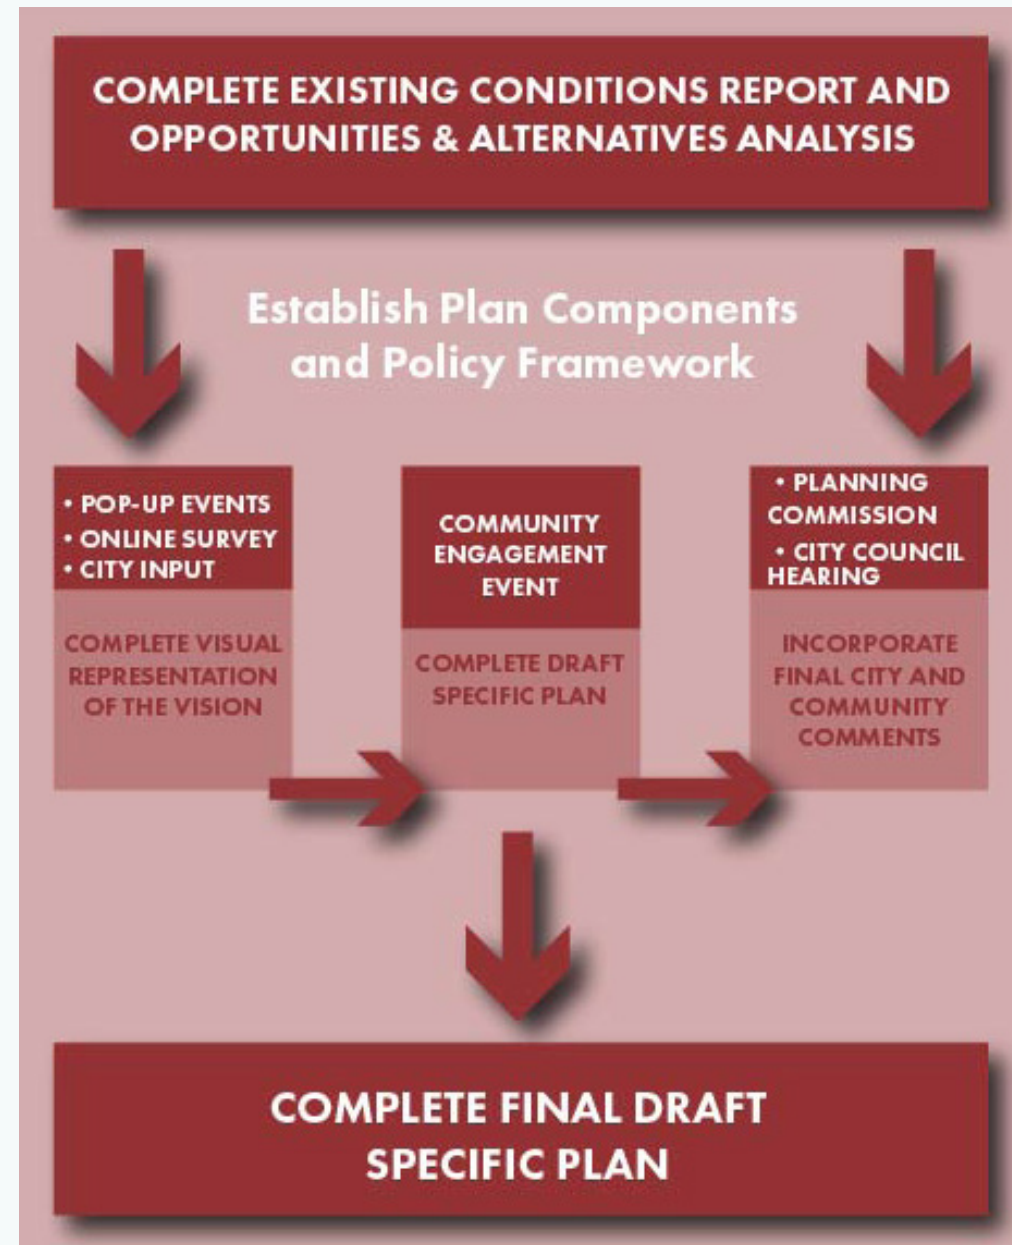 COMPLETE EXISTING CONDITIONS REPORT AND
OPPORTUNITIES & ALTERNATIVES ANALYSIS
Establish Plan Components
and Policy Framework
• POP-UP EVENTS
• ONLINE SURVEY
• CITY INPUT
COMPLETE VISUAL
REPRESENTATION
OF THE VISION
COMMUNITY
ENGAGEMENT
EVENT
COMPLETE DRAFT
SPECIFIC PLAN
• PLANNING
COMMISSION
• CITY COUNCIL
HEARING
INCORPORATE
FINAL CITY AND
COMMUNITY
COMMENTS
COMPLETE FINAL DRAFT
SPECIFIC PLAN